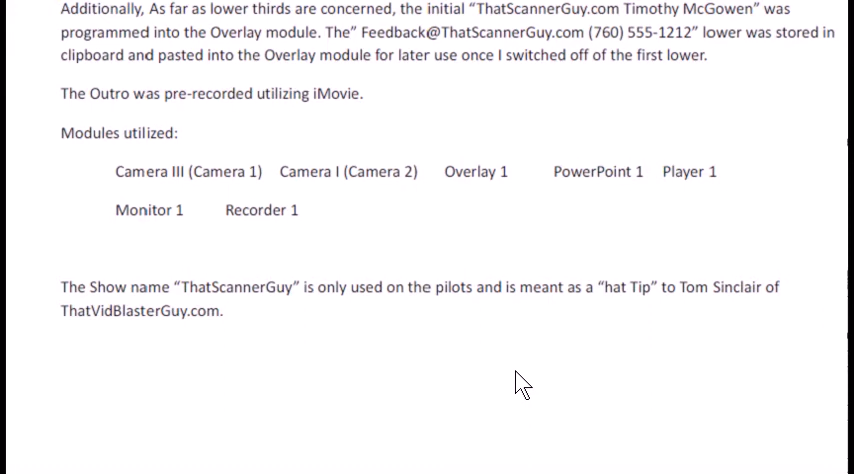 Additionally, As far as lower thirds are concerned, the initial “ThatScannerGuy.com Timothy McGowen” was
programmed into the Overlay module. The” Feedback@ThatScannerGuy.com (760) 555-1212” lower was stored in
clipboard and pasted into the Overlay module for later use once I switched off of the first lower.
The Outro was pre-recorded utilizing iMovie.
Modules utilized:
Camera III (Camera 1) Camera I (Camera 2) Overlay 1 PowerPoint 1 Player 1
Monitor 1 Recorder 1
The Show name “ThatScannerGuy” is only used on the pilots and is meant as a “hat Tip” to Tom Sinclair of
ThatVidBlasterGuy.com.